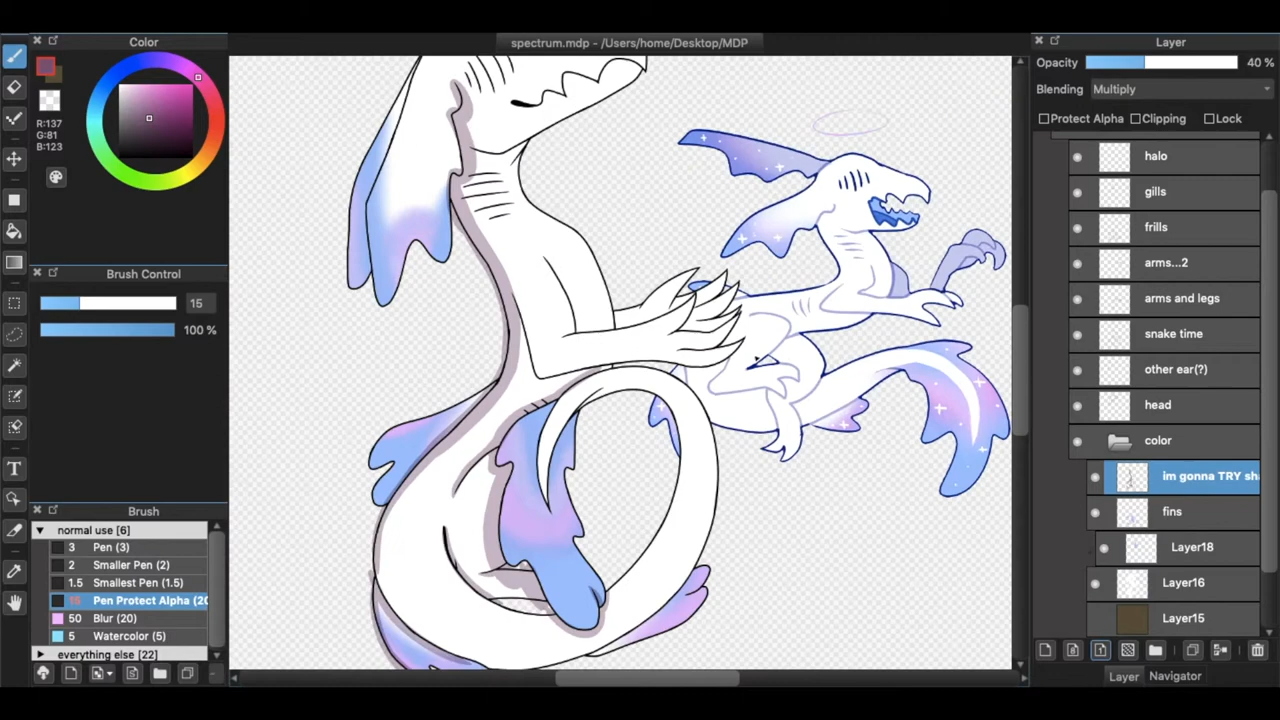 spectrum.mdp - /Users/home/Desktop/MDP
Color
R:137
G:81
B:123
Brush Control
15
100 %
Brush
normal use [6]
3 Pen (3)
2 Smaller Pen (2)
1.5 Smallest Pen (1.5)
15 Pen Protect Alpha (20
50 Blur (20)
5 Watercolor (5)
everything else [22]
T
Layer
Opacity 40 %
Blending Multiply
Protect Alpha Clipping Lock
halo
gills
frills
arms...2
arms and legs
snake time
other ear(?)
head
color
im gonna TRY sha
fins
Layer18
Layer16
Layer15
Layer Navigator